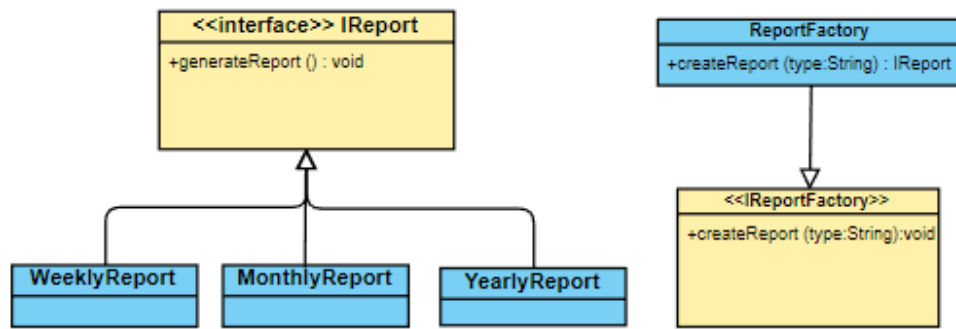 <<interface>> IReport
+generateReport () : void
WeeklyReport
MonthlyReport
YearlyReport
ReportFactory
+createReport (type:String) : IReport
<<IReportFactory>>
+createReport (type:String):void